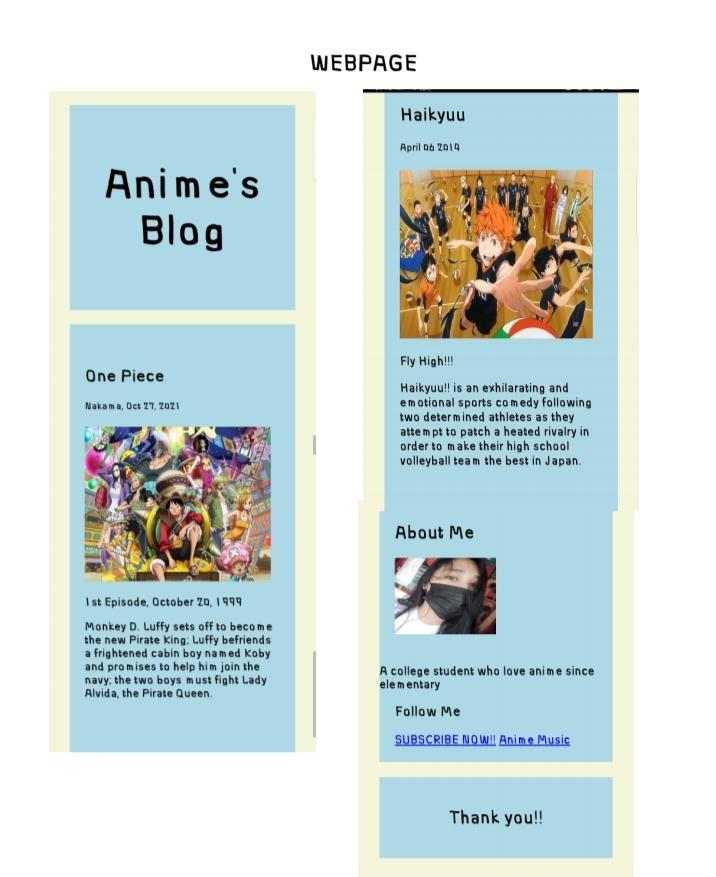 WEBPAGE
Anime's
Blog
One Piece
Nakama, Oct 27, 2021
1st Episode, October 20, 1999
Monkey D. Luffy sets off to become
the new Pirate King; Luffy befriends
a frightened cabin boy named Koby
and promises to help him join the
navy; the two boys must fight Lady
Alvida, the Pirate Queen.
Haikyuu
April 06 2014
Fly High!!!
Haikyuu!! is an exhilarating and
emotional sports comedy following
two determined athletes as they
attempt to patch a heated rivalry in
order to make their high school
volleyball team the best in Japan.
About Me
A college student who love anime since
elementary
Follow Me
SUBSCRIBE NOW!! Anime Music
Thank you!!